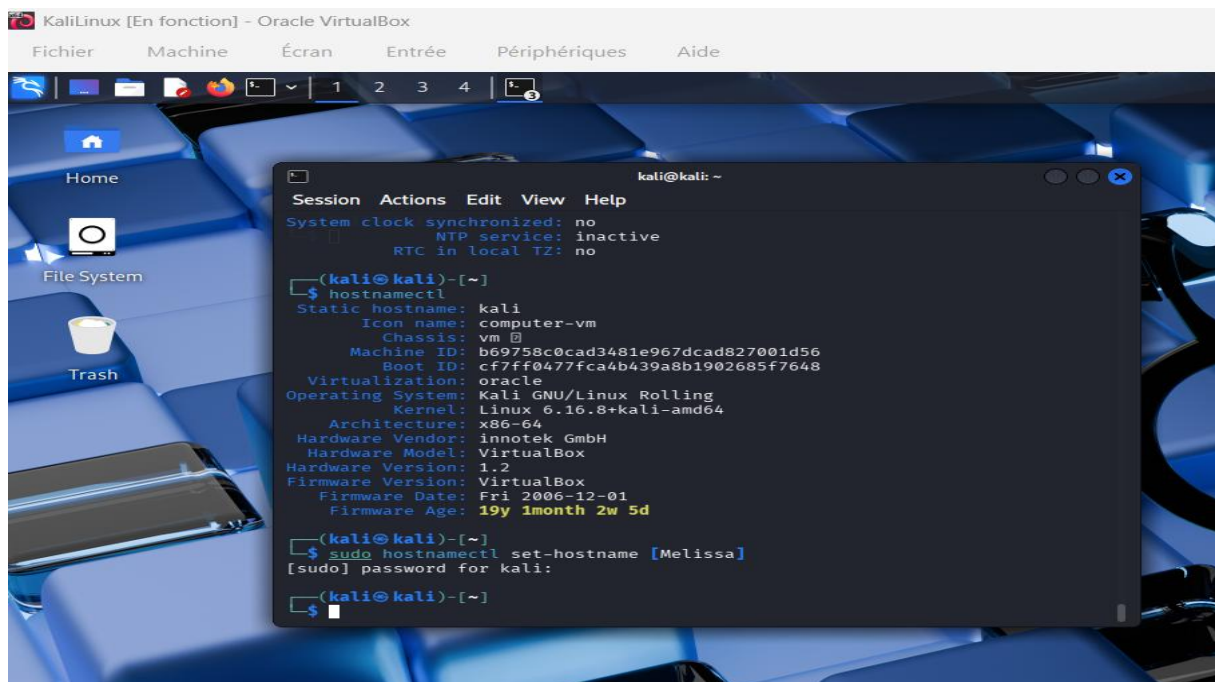 KaliLinux [En fonction] - Oracle VirtualBox
Fichier Machine Écran Entrée Périphériques Aide
1 2 3 4 3
Home
File System
Trash
kali@kali: ~
Session Actions Edit View Help
System clock synchronized: no
NTP service: inactive
RTC in local TZ: no
┌──(kali㉿kali)-[~]
└─$ hostnamectl
Static hostname: kali
Icon name: computer-vm
Chassis: vm
Machine ID: b69758c0cad3481e967dcad827001d56
Boot ID: cf7ff0477fca4b439a8b1902685f7648
Virtualization: oracle
Operating System: Kali GNU/Linux Rolling
Kernel: Linux 6.16.8+kali-amd64
Architecture: x86-64
Hardware Vendor: innotek GmbH
Hardware Model: VirtualBox
Hardware Version: 1.2
Firmware Version: VirtualBox
Firmware Date: Fri 2006-12-01
Firmware Age: 19y 1month 2w 5d
┌──(kali㉿kali)-[~]
└─$ sudo hostnamectl set-hostname [Melissa]
[sudo] password for kali:
┌──(kali㉿kali)-[~]
└─$